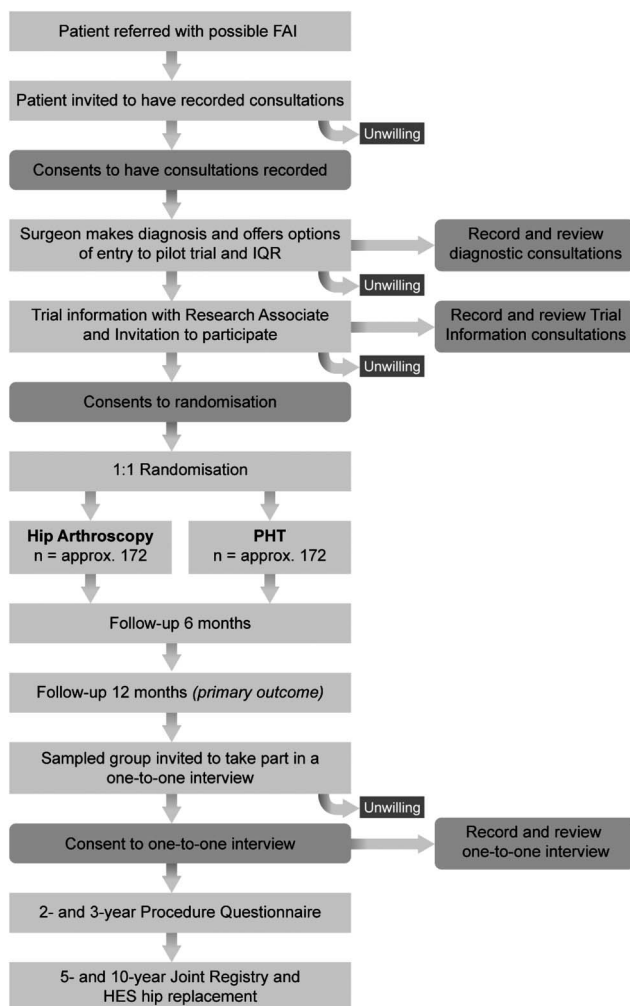 Patient referred with possible FAI
Patient invited to have recorded consultations
Unwilling
Consents to have consultations recorded
Surgeon makes diagnosis and offers options
of entry to pilot trial and IQR
Record and review
diagnostic consultations
Unwilling
Trial information with Research Associate
and Invitation to participate
Record and review Trial
Information consultations
Unwilling
Consents to randomisation
1:1 Randomisation
Hip Arthroscopy
n = approx. 172
PHT
n = approx. 172
Follow-up 6 months
Follow-up 12 months (primary outcome)
Sampled group invited to take part in a
one-to-one interview
Unwilling
Consent to one-to-one interview
Record and review
one-to-one interview
2- and 3-year Procedure Questionnaire
5- and 10-year Joint Registry and
HES hip replacement